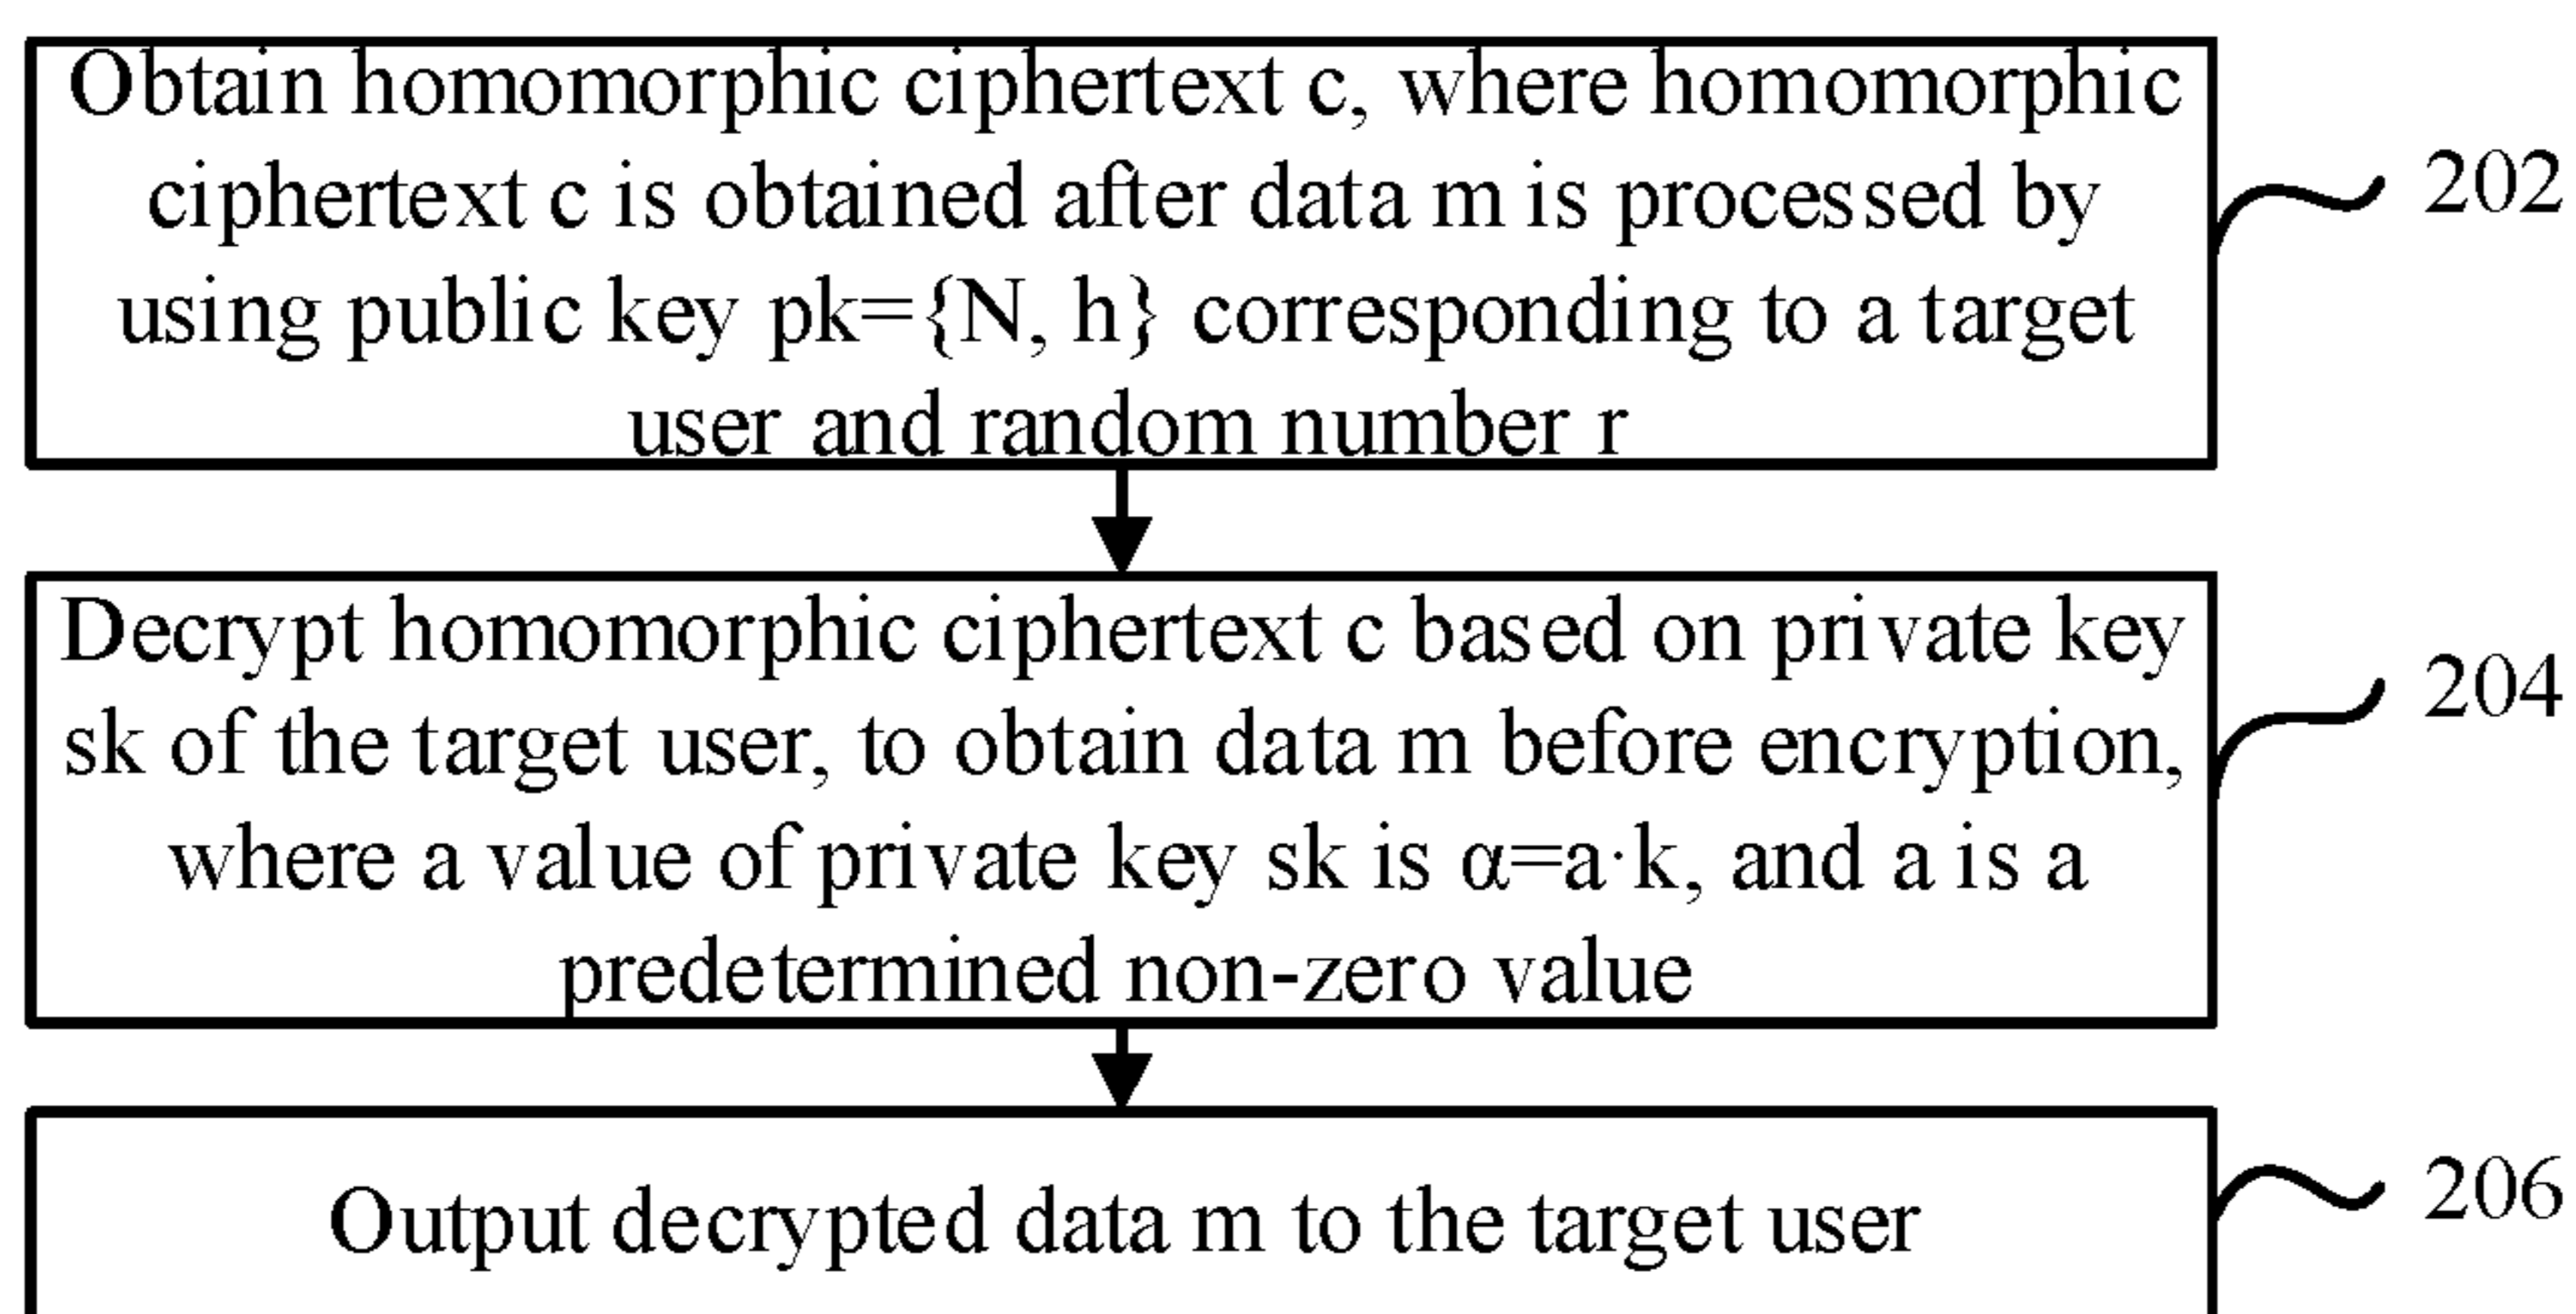 Obtain homomorphic ciphertext c, where homomorphic
ciphertext c is obtained after data m is processed by
using public key pk={N, h} corresponding to a target
user and random number r
202
Decrypt homomorphic ciphertext c based on private key
sk of the target user, to obtain data m before encryption,
where a value of private key sk is α=a·k, and a is a
predetermined non-zero value
204
Output decrypted data m to the target user
206